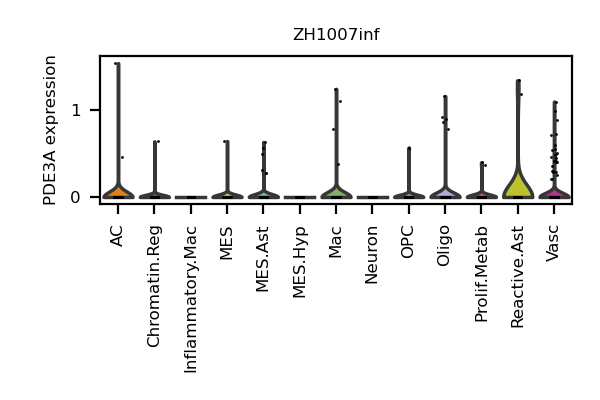 ZH1007inf
PDE3A expression
1
0
AC
Chromatin.Reg
Inflammatory.Mac
MES
MES.Ast
MES.Hyp
Mac
Neuron
OPC
Oligo
Prolif.Metab
Reactive.Ast
Vasc